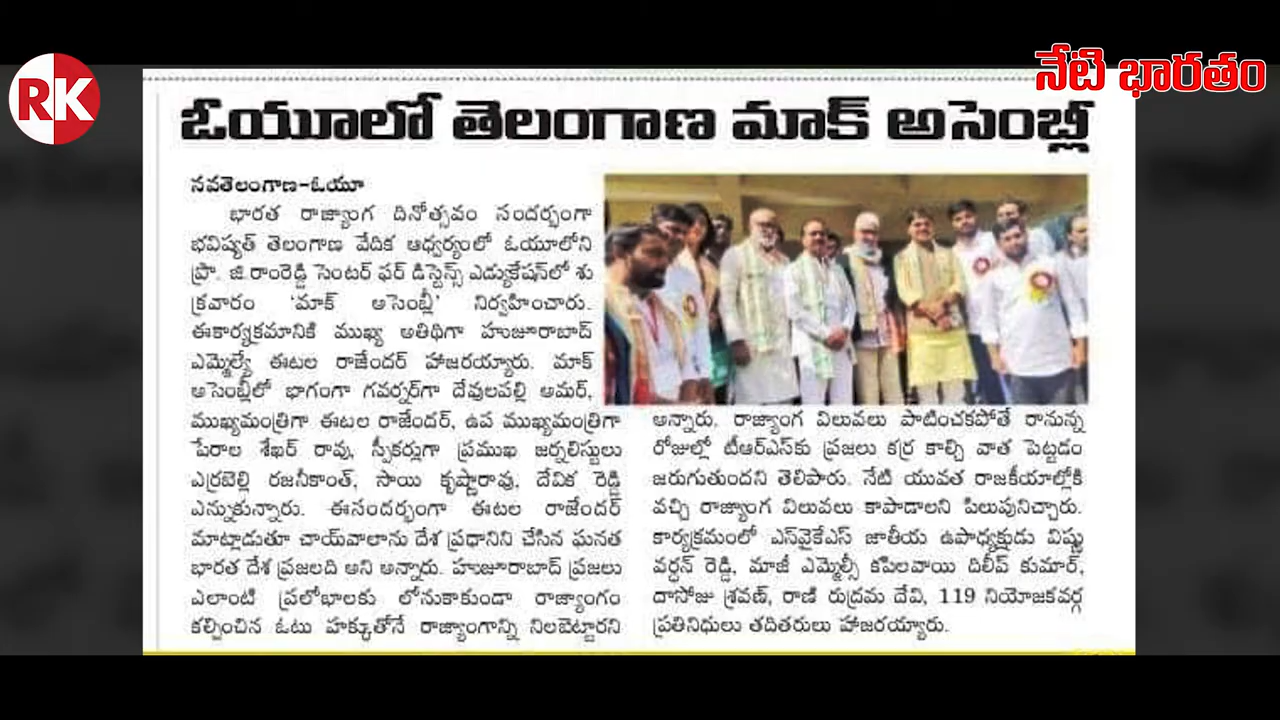 RK
నేటి భారతం
ఓయూలో తెలంగాణ మాక్ అసెంబ్లీ
నవతెలంగాణ-ఓయూ
భారత రాజ్యాంగ దినోత్సవం సందర్భంగా
భవిష్యత్ తెలంగాణ వేదిక ఆధ్వర్యంలో ఓయూలోని
ప్రొ. జి.రాంరెడ్డి సెంటర్ ఫర్ డిస్టెన్స్ ఎడ్యుకేషన్‌లో శు
క్రవారం 'మాక్ అసెంబ్లీ' నిర్వహించారు.
ఈకార్యక్రమానికి ముఖ్య అతిథిగా హుజూరాబాద్
ఎమ్మెల్యే ఈటల రాజేందర్ హాజరయ్యారు. మాక్
అసెంబ్లీలో భాగంగా గవర్నర్‌గా దేవులపల్లి అమర్,
ముఖ్యమంత్రిగా ఈటల రాజేందర్, ఉప ముఖ్యమంత్రిగా
పేరాల శేఖర్ రావు, స్పీకర్లుగా ప్రముఖ జర్నలిస్టులు
ఎర్రబెల్లి రజనీకాంత్, సాయి కృష్ణారావు, దేవిక రెడ్డి
ఎన్నుకున్నారు. ఈసందర్భంగా ఈటల రాజేందర్
మాట్లాడుతూ చాయ్‌వాలాను దేశ ప్రధానిని చేసిన ఘనత
భారత దేశ ప్రజలది అని అన్నారు. హుజూరాబాద్ ప్రజలు
ఎలాంటి ప్రలోభాలకు లోనుకాకుండా రాజ్యాంగం
కల్పించిన ఓటు హక్కుతోనే రాజ్యాంగాన్ని నిలబెట్టారని
అన్నారు. రాజ్యాంగ విలువలు పాటించకపోతే రానున్న
రోజుల్లో టీఆర్ఎస్‌కు ప్రజలు కర్ర కాల్చి వాత పెట్టడం
జరుగుతుందని తెలిపారు. నేటి యువత రాజకీయాల్లోకి
వచ్చి రాజ్యాంగ విలువలు కాపాడాలని పిలుపునిచ్చారు.
కార్యక్రమంలో ఎస్‌వైకేఎస్ జాతీయ ఉపాధ్యక్షుడు విష్ణు
వర్ధన్ రెడ్డి, మాజీ ఎమ్మెల్సీ కపిలవాయి దిలీప్ కుమార్,
దాసోజు శ్రవణ్, రాణి రుద్రమ దేవి, 119 నియోజకవర్గ
ప్రతినిధులు తదితరులు హాజరయ్యారు.